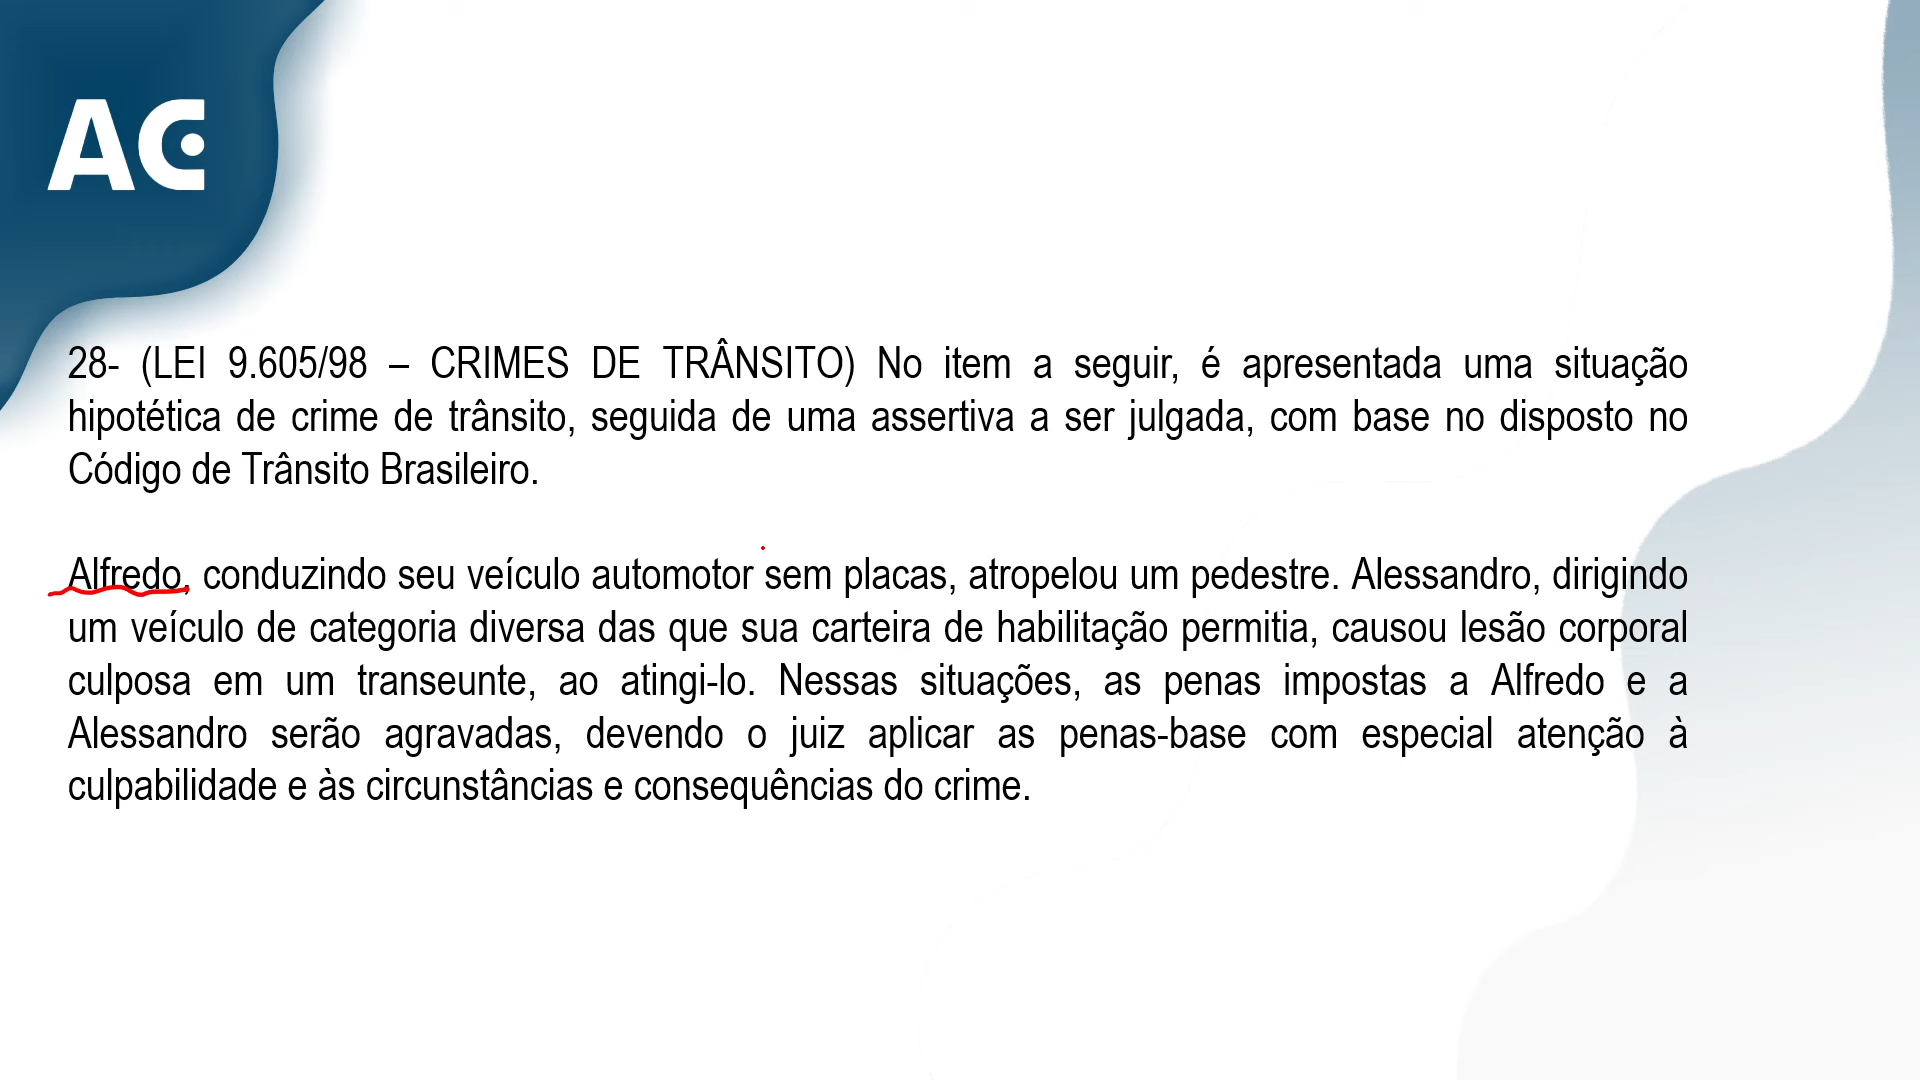 AC
28- (LEI 9.605/98 – CRIMES DE TRÂNSITO) No item a seguir, é apresentada uma situação
hipotética de crime de trânsito, seguida de uma assertiva a ser julgada, com base no disposto no
Código de Trânsito Brasileiro.
Alfredo, conduzindo seu veículo automotor sem placas, atropelou um pedestre. Alessandro, dirigindo
um veículo de categoria diversa das que sua carteira de habilitação permitia, causou lesão corporal
culposa em um transeunte, ao atingi-lo. Nessas situações, as penas impostas a Alfredo e a
Alessandro serão agravadas, devendo o juiz aplicar as penas-base com especial atenção à
culpabilidade e às circunstâncias e consequências do crime.